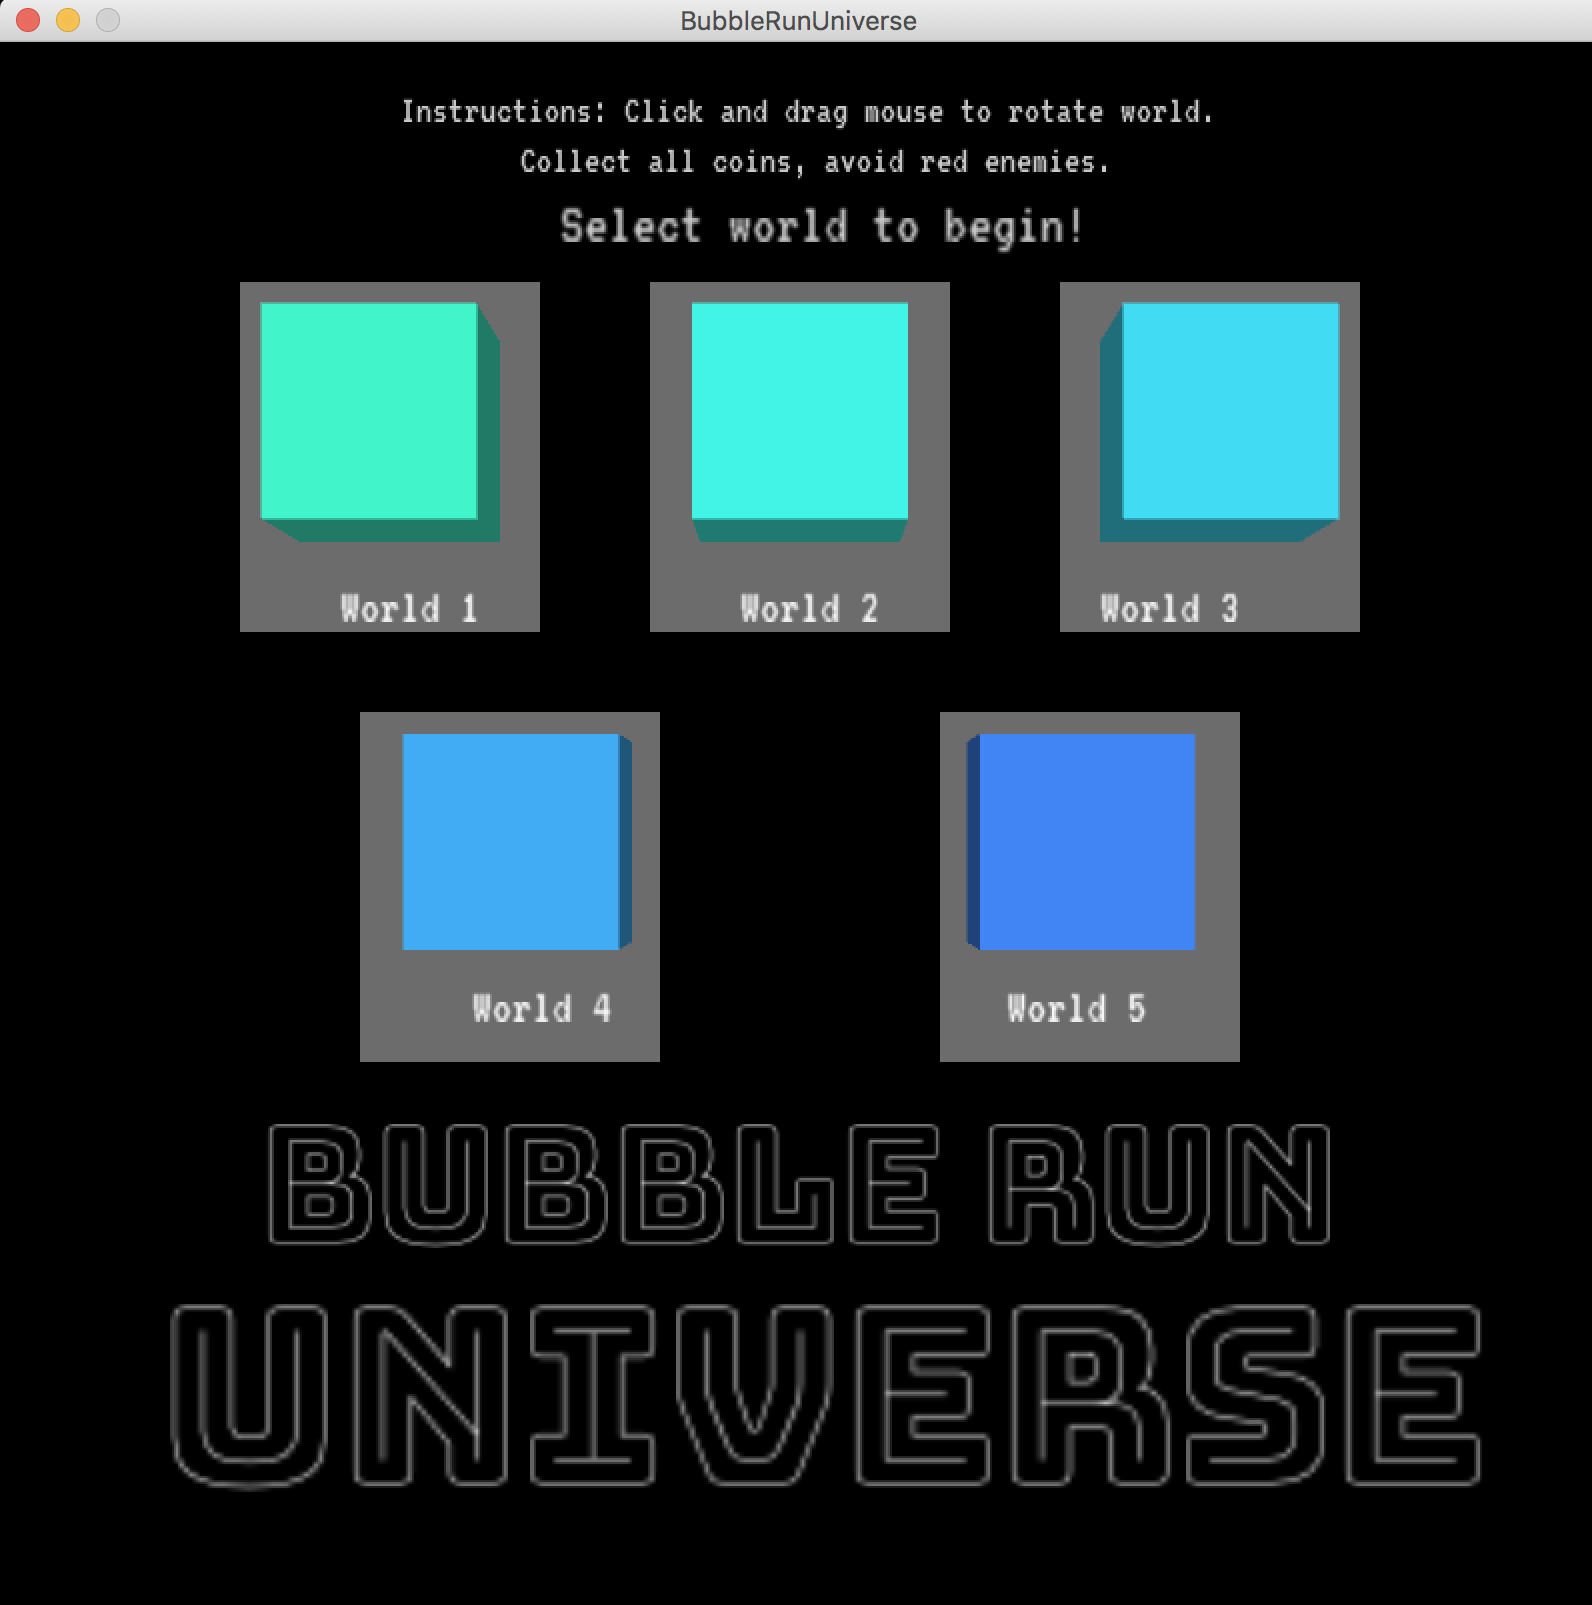 BubbleRunUniverse
Instructions: Click and drag mouse to rotate world.
Collect all coins, avoid red enemies.
Select world to begin!
World 1
World 2
World 3
World 4
World 5
BUBBLE RUN
UNIVERSE